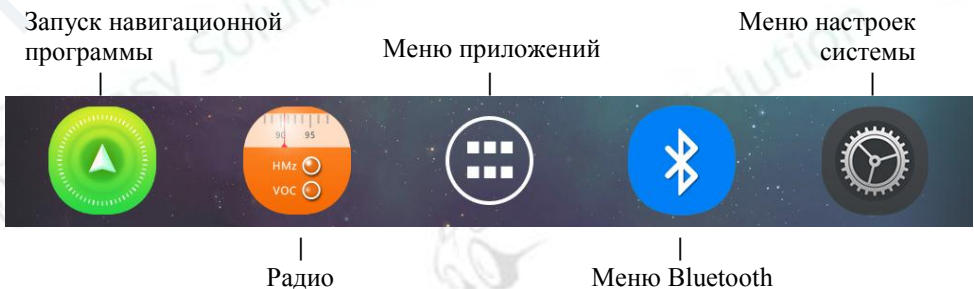 Запуск навигационной
программы
Меню приложений
Меню настроек
системы
90 95
HMz
VOC
Радио
Меню Bluetooth